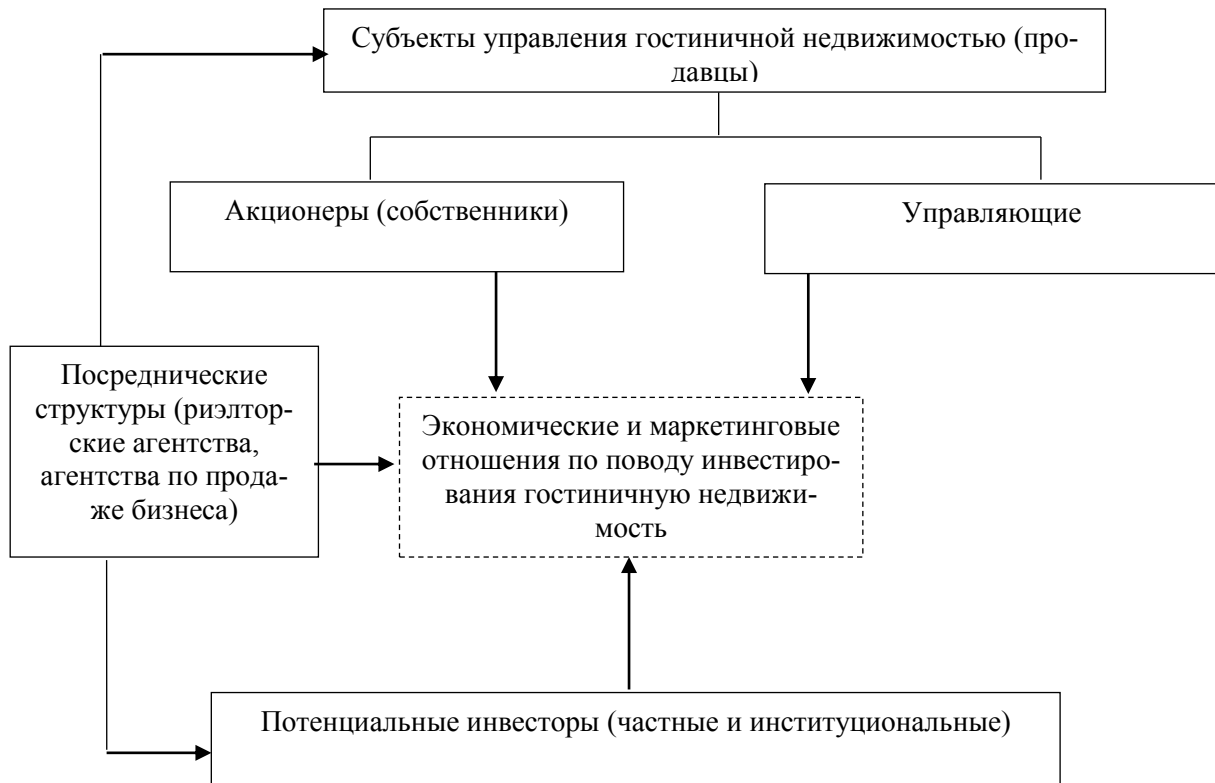 Субъекты управления гостиничной недвижимостью (про-
давцы)
Акционеры (собственники)
Управляющие
Посреднические
структуры (риэлтор-
ские агентства,
агентства по прода-
же бизнеса)
Экономические и маркетинговые
отношения по поводу инвестиро-
вания гостиничную недвижи-
мость
Потенциальные инвесторы (частные и институциональные)